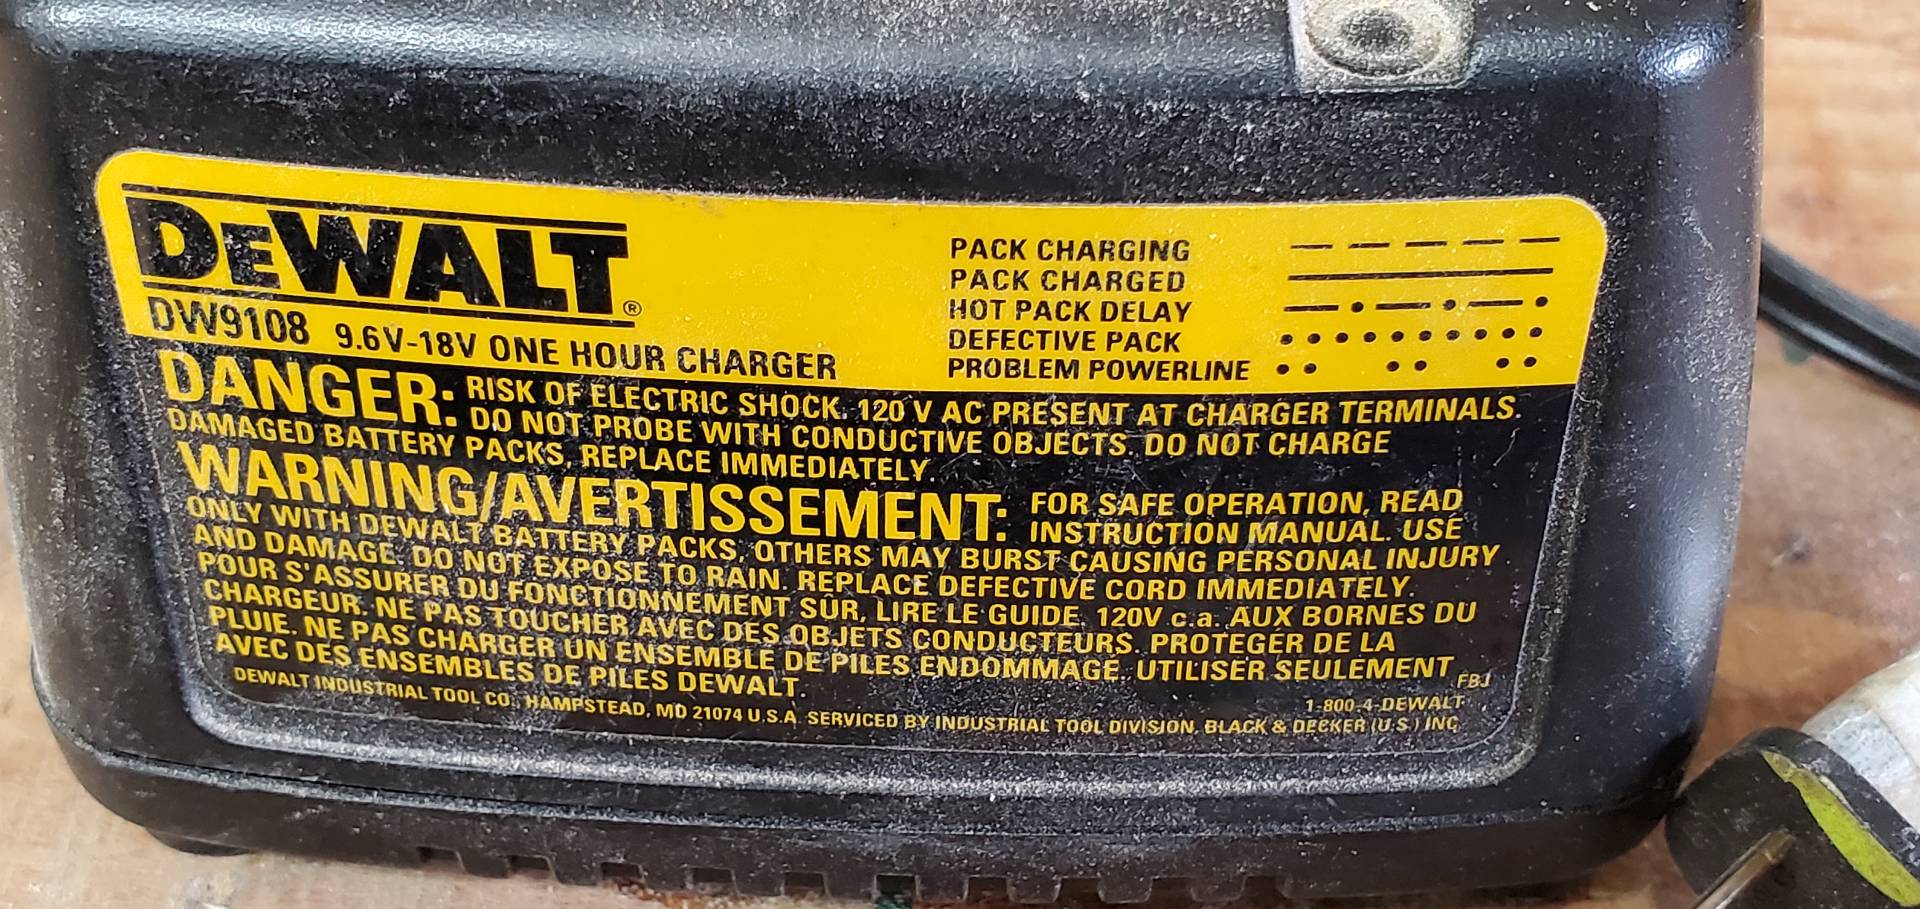 DEWALT®
DW9108 9.6V-18V ONE HOUR CHARGER
PACK CHARGING
PACK CHARGED
HOT PACK DELAY
DEFECTIVE PACK
PROBLEM POWERLINE
DANGER: RISK OF ELECTRIC SHOCK. 120 V AC PRESENT AT CHARGER TERMINALS.
DO NOT PROBE WITH CONDUCTIVE OBJECTS. DO NOT CHARGE
DAMAGED BATTERY PACKS, REPLACE IMMEDIATELY.
WARNING/AVERTISSEMENT: FOR SAFE OPERATION, READ
INSTRUCTION MANUAL. USE
ONLY WITH DEWALT BATTERY PACKS, OTHERS MAY BURST CAUSING PERSONAL INJURY
AND DAMAGE. DO NOT EXPOSE TO RAIN. REPLACE DEFECTIVE CORD IMMEDIATELY.
POUR S'ASSURER DU FONCTIONNEMENT SÛR, LIRE LE GUIDE. 120V c.a. AUX BORNES DU
CHARGEUR. NE PAS TOUCHER AVEC DES OBJETS CONDUCTEURS. PROTEGER DE LA
PLUIE. NE PAS CHARGER UN ENSEMBLE DE PILES ENDOMMAGE. UTILISER SEULEMENT
AVEC DES ENSEMBLES DE PILES DEWALT.
FBJ
1-800-4-DEWALT
DEWALT INDUSTRIAL TOOL CO., HAMPSTEAD, MD 21074 U.S.A. SERVICED BY INDUSTRIAL TOOL DIVISION, BLACK & DECKER (U.S.) INC.